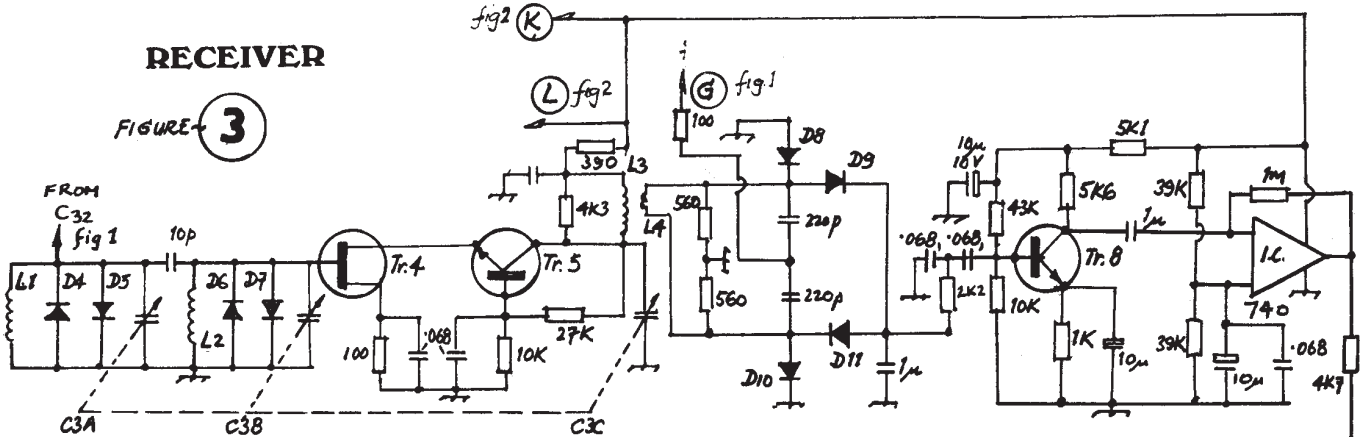 fig2 K
RECEIVER
FIGURE 3
L fig2
G fig.1
100
390
L3
D8
D9
10μ
16V
5K1
5K6
39K
1m
FROM
C32
fig 1
10p
4K3
L4
560
220p
43K
1μ
L1
D4
D5
D6
D7
Tr.4
Tr.5
.068,
.068,
Tr.8
I.C.
740
L2
560
220p
2K2
10K
100
.068
10K
27K
D10
D11
1μ
1K
10μ
39K
10μ
.068
4K7
C3A
C3B
C3C